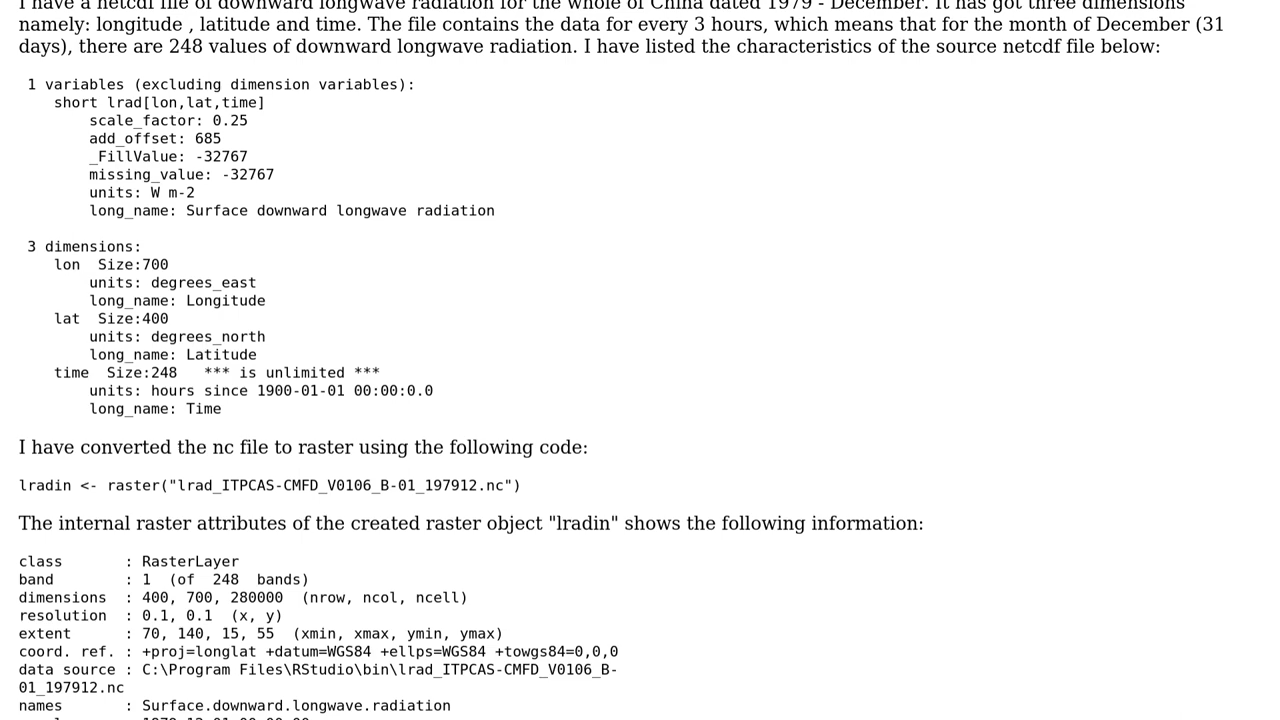 I have a netcdf file of downward longwave radiation for the whole of China dated 1979 - December. It has got three dimensions
namely: longitude , latitude and time. The file contains the data for every 3 hours, which means that for the month of December (31
days), there are 248 values of downward longwave radiation. I have listed the characteristics of the source netcdf file below:
1 variables (excluding dimension variables):
short lrad[lon,lat,time]
scale_factor: 0.25
add_offset: 685
_FillValue: -32767
missing_value: -32767
units: W m-2
long_name: Surface downward longwave radiation
3 dimensions:
lon  Size:700
units: degrees_east
long_name: Longitude
lat  Size:400
units: degrees_north
long_name: Latitude
time  Size:248   *** is unlimited ***
units: hours since 1900-01-01 00:00:0.0
long_name: Time
I have converted the nc file to raster using the following code:
lradin <- raster("lrad_ITPCAS-CMFD_V0106_B-01_197912.nc")
The internal raster attributes of the created raster object "lradin" shows the following information:
class       : RasterLayer
band        : 1  (of  248  bands)
dimensions  : 400, 700, 280000  (nrow, ncol, ncell)
resolution  : 0.1, 0.1  (x, y)
extent      : 70, 140, 15, 55  (xmin, xmax, ymin, ymax)
coord. ref. : +proj=longlat +datum=WGS84 +ellps=WGS84 +towgs84=0,0,0
data source : C:\Program Files\RStudio\bin\lrad_ITPCAS-CMFD_V0106_B-
01_197912.nc
names       : Surface.downward.longwave.radiation